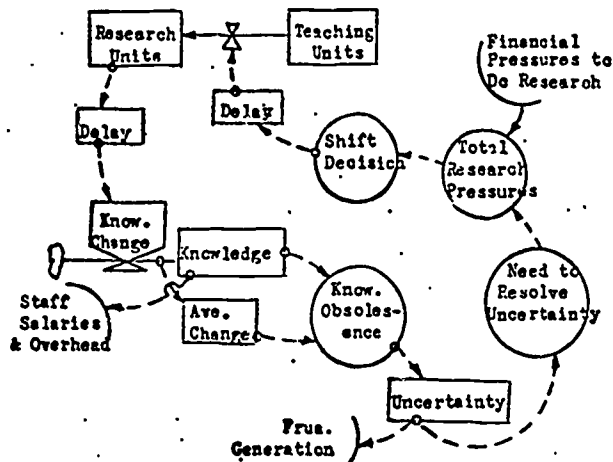 Research
Units
Teaching
Units
Financial
Pressures to
Do Research
Delay
Delay
Shift
Decision
Total
Research
Pressures
Know.
Change
Knowledge
Know.
Obsoles-
ence
Need to
Resolve
Uncertainty
Staff
Salaries
& Overhead
Ave.
Change
Uncertainty
Frua.
Generation